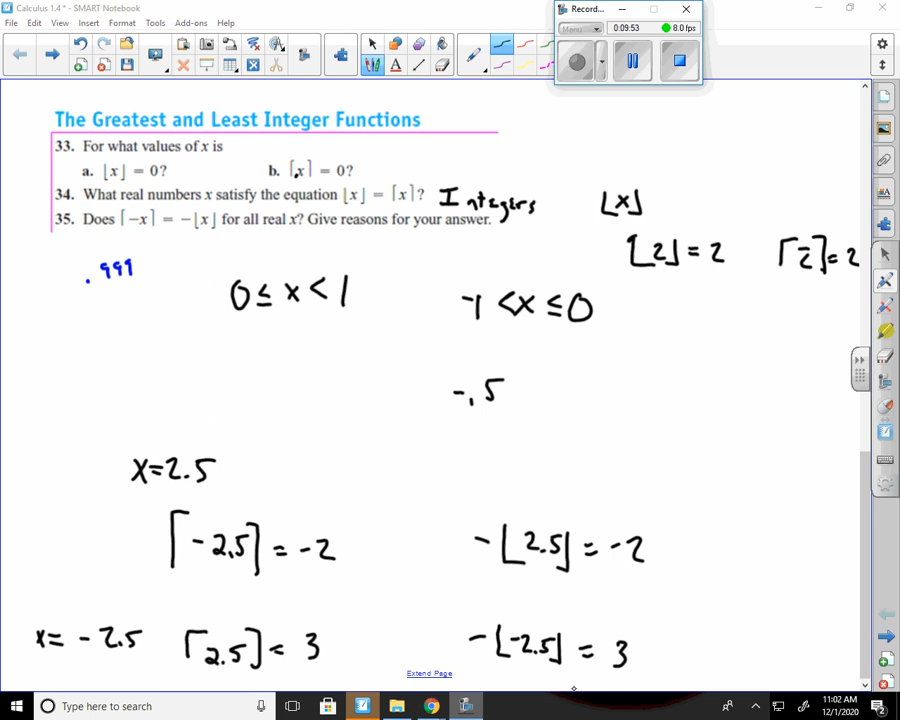 Calculus 1.4 * - SMART Notebook
File Edit View Insert Format Tools Add-ons Help
Record...
Menu
0:09:53
8.0 fps
The Greatest and Least Integer Functions
33. For what values of x is
a. ⌊x⌋ = 0? b. ⌈x⌉ = 0?
34. What real numbers x satisfy the equation ⌊x⌋ = ⌈x⌉? Integers
35. Does ⌈−x⌉ = −⌊x⌋ for all real x? Give reasons for your answer.
⌊x⌋
⌊2⌋ = 2 ⌈2⌉ = 2
.999
0 ≤ x < 1 -1 < x ≤ 0
-.5
x=2.5
⌈-2.5⌉ = -2 -⌊2.5⌋ = -2
x= -2.5 ⌈2.5⌉ = 3 -⌊-2.5⌋ = 3
Extend Page
Type here to search
11:02 AM
12/1/2020
2